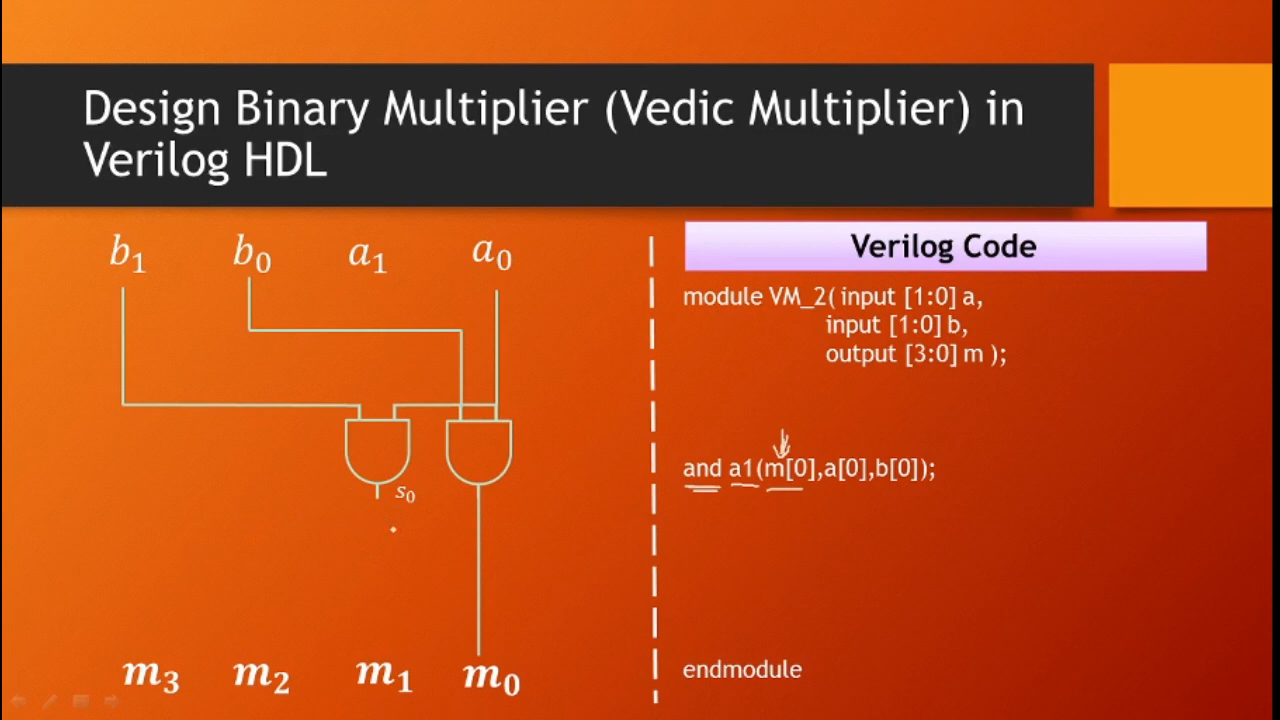 Design Binary Multiplier (Vedic Multiplier) in
Verilog HDL
b₁ b₀ a₁ a₀
s₀
m₃ m₂ m₁ m₀
Verilog Code
module VM_2( input [1:0] a,
input [1:0] b,
output [3:0] m );
and a1(m[0],a[0],b[0]);
endmodule